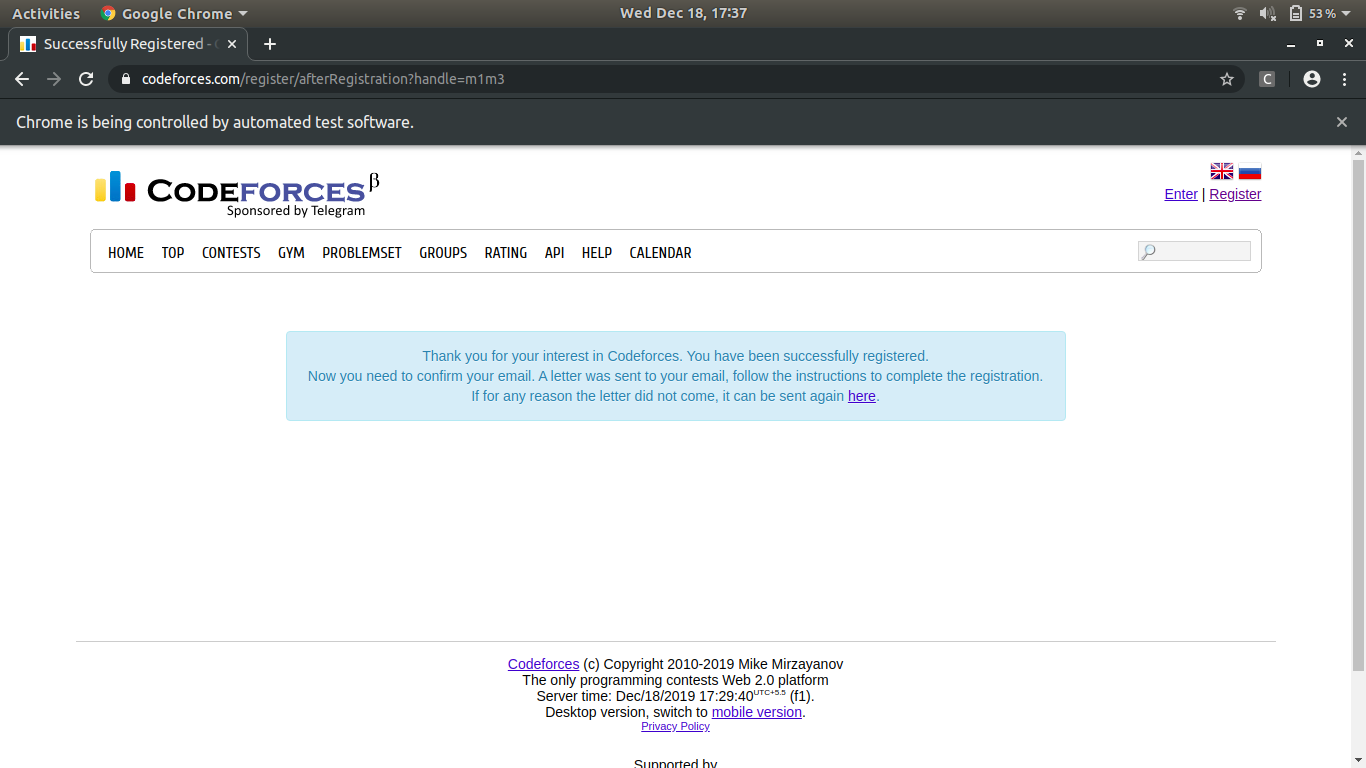 Activities Google Chrome Wed Dec 18, 17:37 53%
Successfully Registered -
codeforces.com/register/afterRegistration?handle=m1m3 C
Chrome is being controlled by automated test software.
CODEFORCES β
Sponsored by Telegram
Enter | Register
HOME TOP CONTESTS GYM PROBLEMSET GROUPS RATING API HELP CALENDAR
Thank you for your interest in Codeforces. You have been successfully registered.
Now you need to confirm your email. A letter was sent to your email, follow the instructions to complete the registration.
If for any reason the letter did not come, it can be sent again here.
Codeforces (c) Copyright 2010-2019 Mike Mirzayanov
The only programming contests Web 2.0 platform
Server time: Dec/18/2019 17:29:40UTC+5.5 (f1).
Desktop version, switch to mobile version.
Privacy Policy
Supported by